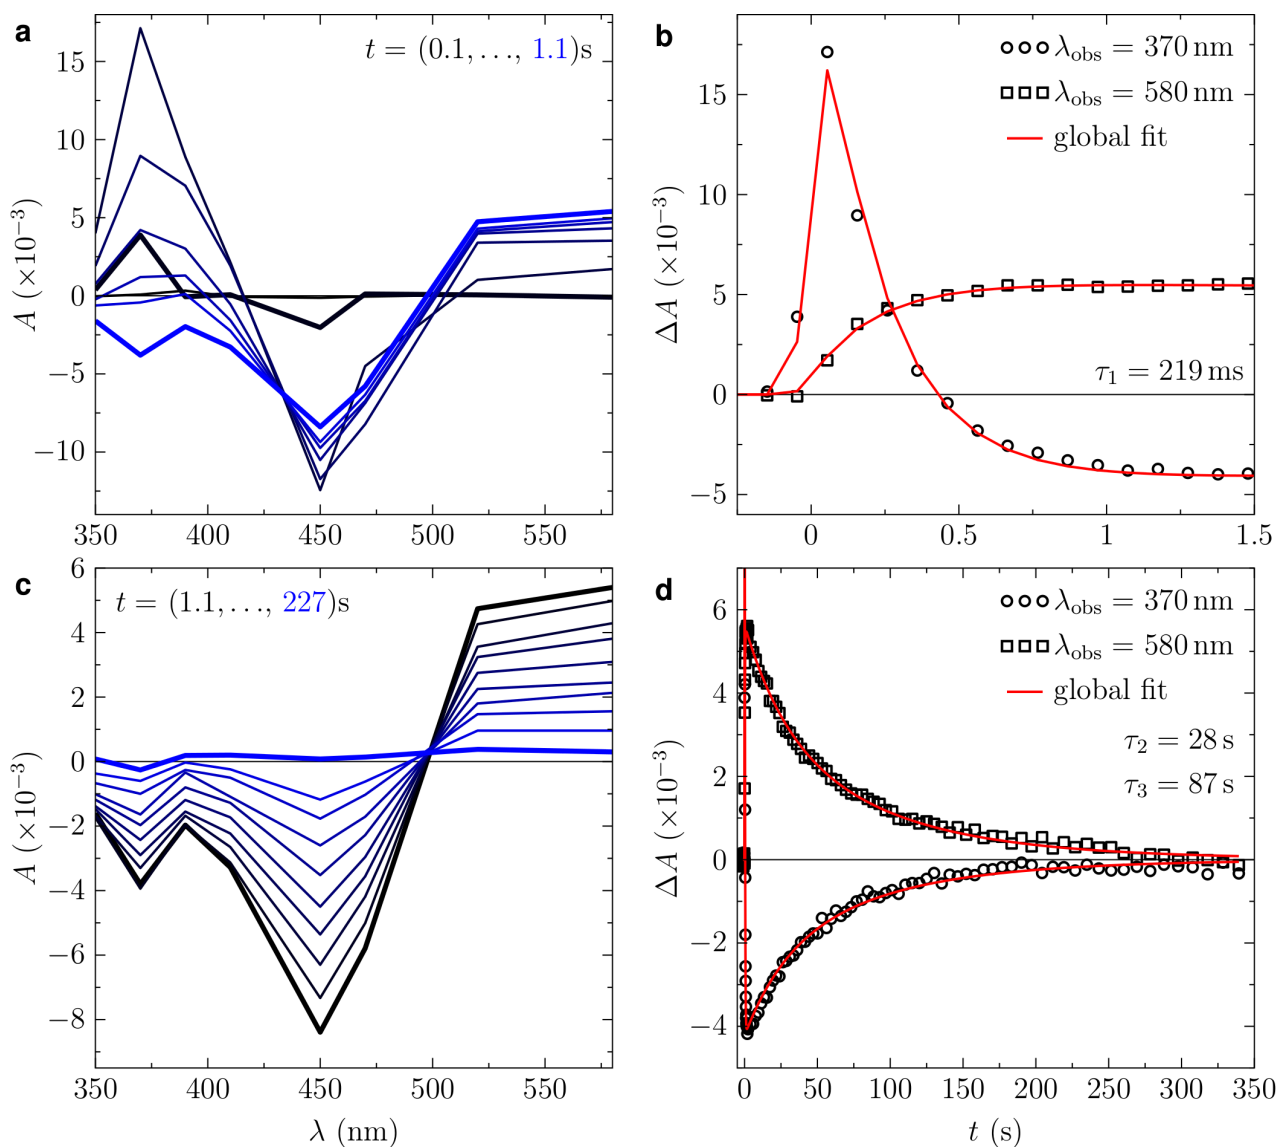 a
t = (0.1, ..., 1.1)s
15
10
5
0
−5
−10
A (×10⁻³)
350
400
450
500
550
b
λobs = 370 nm
λobs = 580 nm
global fit
τ₁ = 219 ms
15
10
5
0
−5
ΔA (×10⁻³)
0
0.5
1
1.5
c
t = (1.1, ..., 227)s
6
4
2
0
−2
−4
−6
−8
A (×10⁻³)
350
400
450
500
550
λ (nm)
d
λobs = 370 nm
λobs = 580 nm
global fit
τ₂ = 28 s
τ₃ = 87 s
6
4
2
0
−2
−4
ΔA (×10⁻³)
0
50
100
150
200
250
300
350
t (s)